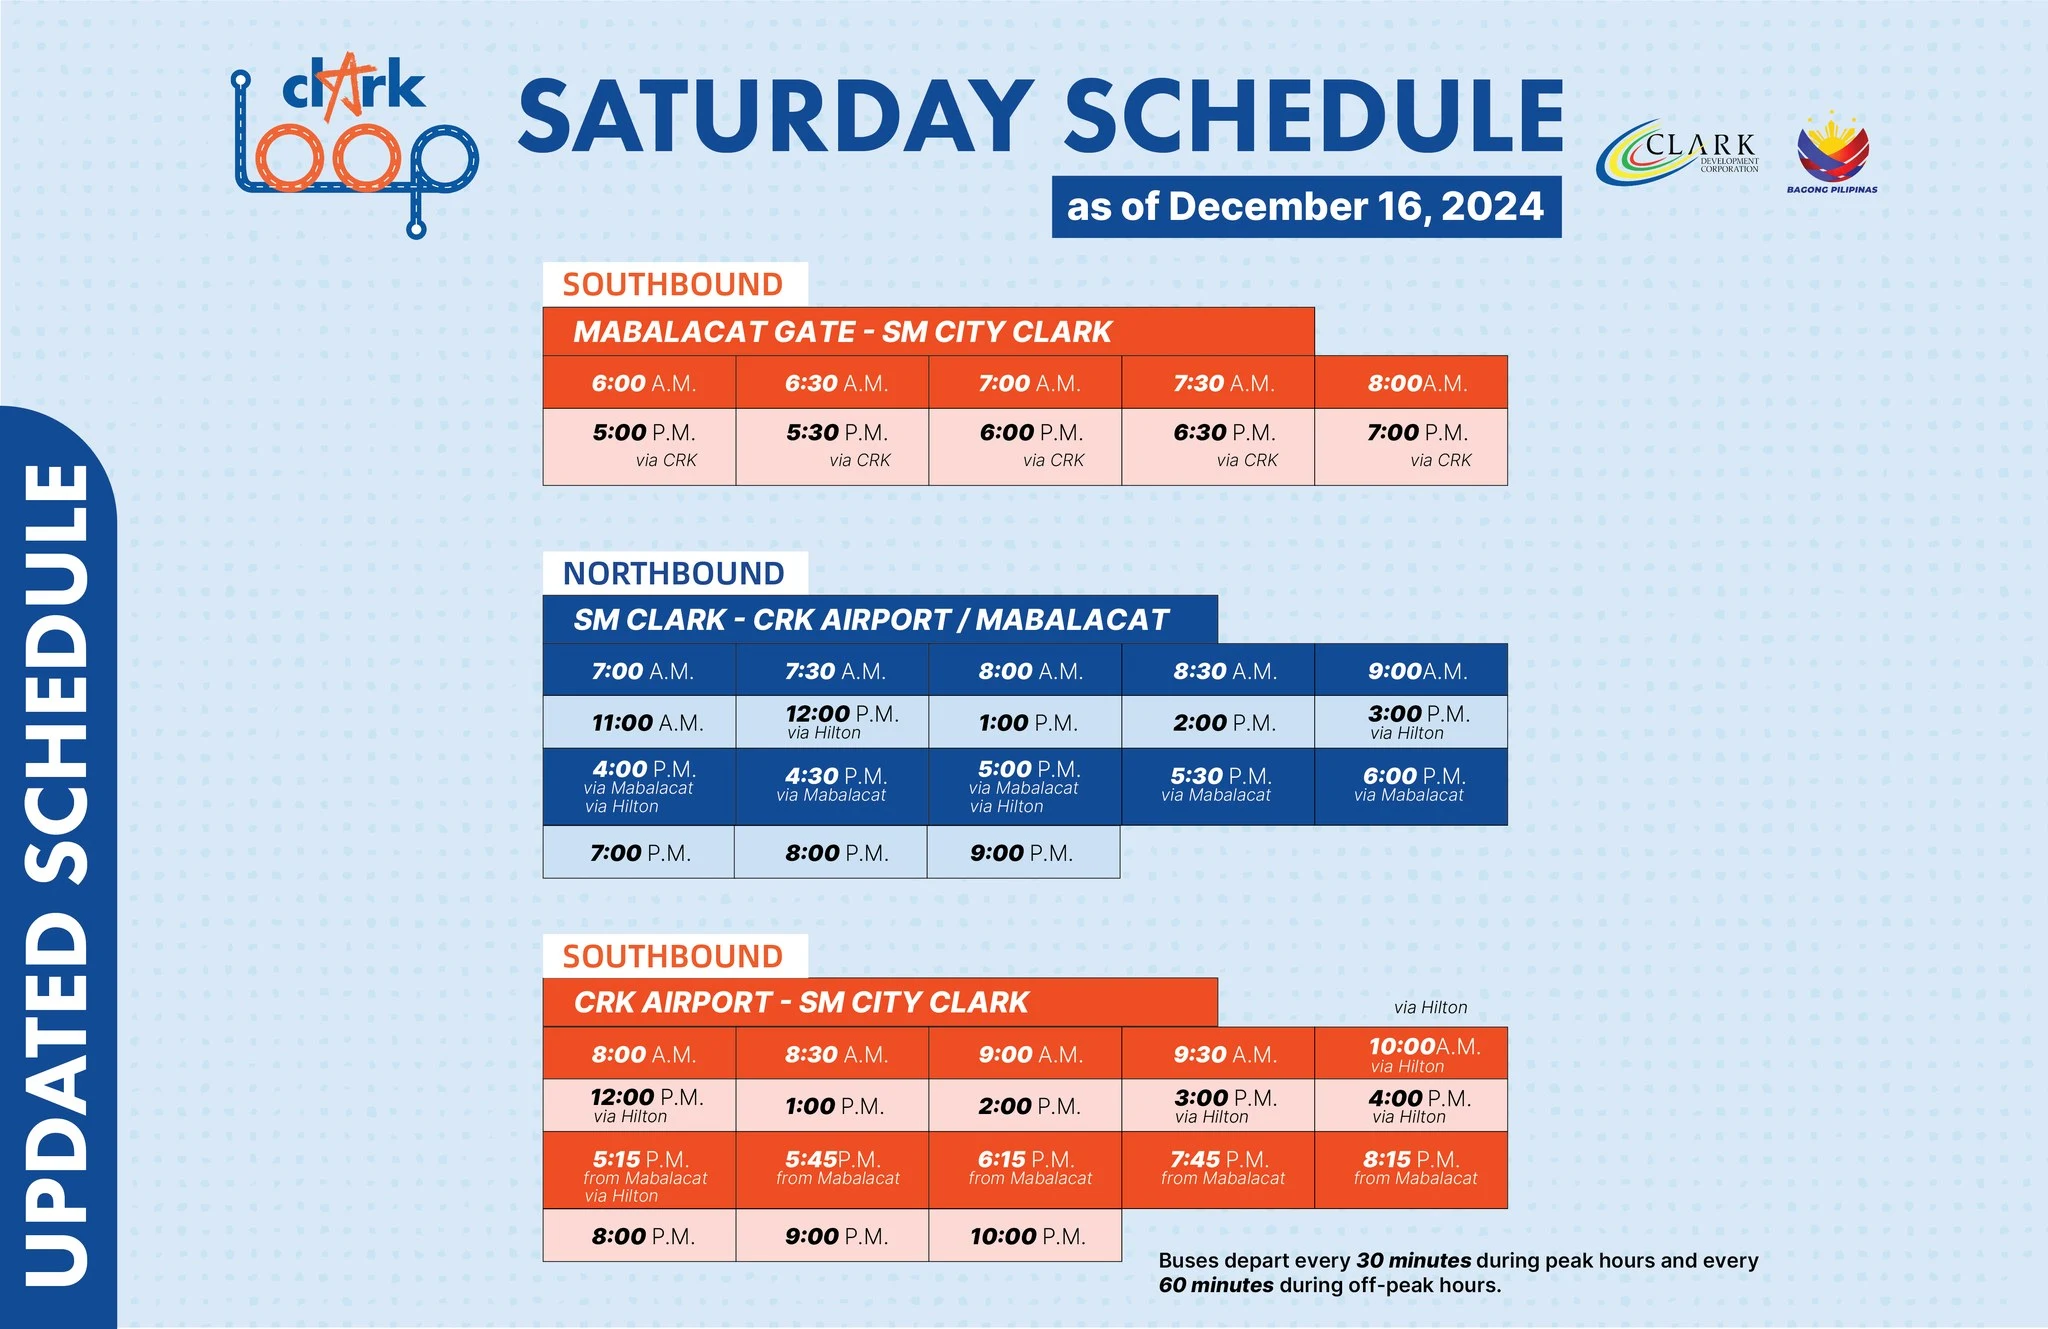 clArk
loop
SATURDAY SCHEDULE
as of December 16, 2024
CLARK
DEVELOPMENT
CORPORATION
BAGONG PILIPINAS
UPDATED SCHEDULE
SOUTHBOUND
MABALACAT GATE - SM CITY CLARK
6:00 A.M. 6:30 A.M. 7:00 A.M. 7:30 A.M. 8:00A.M.
5:00 P.M. 5:30 P.M. 6:00 P.M. 6:30 P.M. 7:00 P.M.
via CRK via CRK via CRK via CRK via CRK
NORTHBOUND
SM CLARK - CRK AIRPORT / MABALACAT
7:00 A.M. 7:30 A.M. 8:00 A.M. 8:30 A.M. 9:00A.M.
11:00 A.M. 12:00 P.M. 1:00 P.M. 2:00 P.M. 3:00 P.M.
via Hilton via Hilton
4:00 P.M. 4:30 P.M. 5:00 P.M. 5:30 P.M. 6:00 P.M.
via Mabalacat via Mabalacat via Mabalacat via Mabalacat via Mabalacat
via Hilton via Hilton
7:00 P.M. 8:00 P.M. 9:00 P.M.
SOUTHBOUND
CRK AIRPORT - SM CITY CLARK
via Hilton
8:00 A.M. 8:30 A.M. 9:00 A.M. 9:30 A.M. 10:00A.M.
via Hilton
12:00 P.M. 1:00 P.M. 2:00 P.M. 3:00 P.M. 4:00 P.M.
via Hilton via Hilton via Hilton
5:15 P.M. 5:45P.M. 6:15 P.M. 7:45 P.M. 8:15 P.M.
from Mabalacat from Mabalacat from Mabalacat from Mabalacat from Mabalacat
via Hilton
8:00 P.M. 9:00 P.M. 10:00 P.M.
Buses depart every 30 minutes during peak hours and every
60 minutes during off-peak hours.